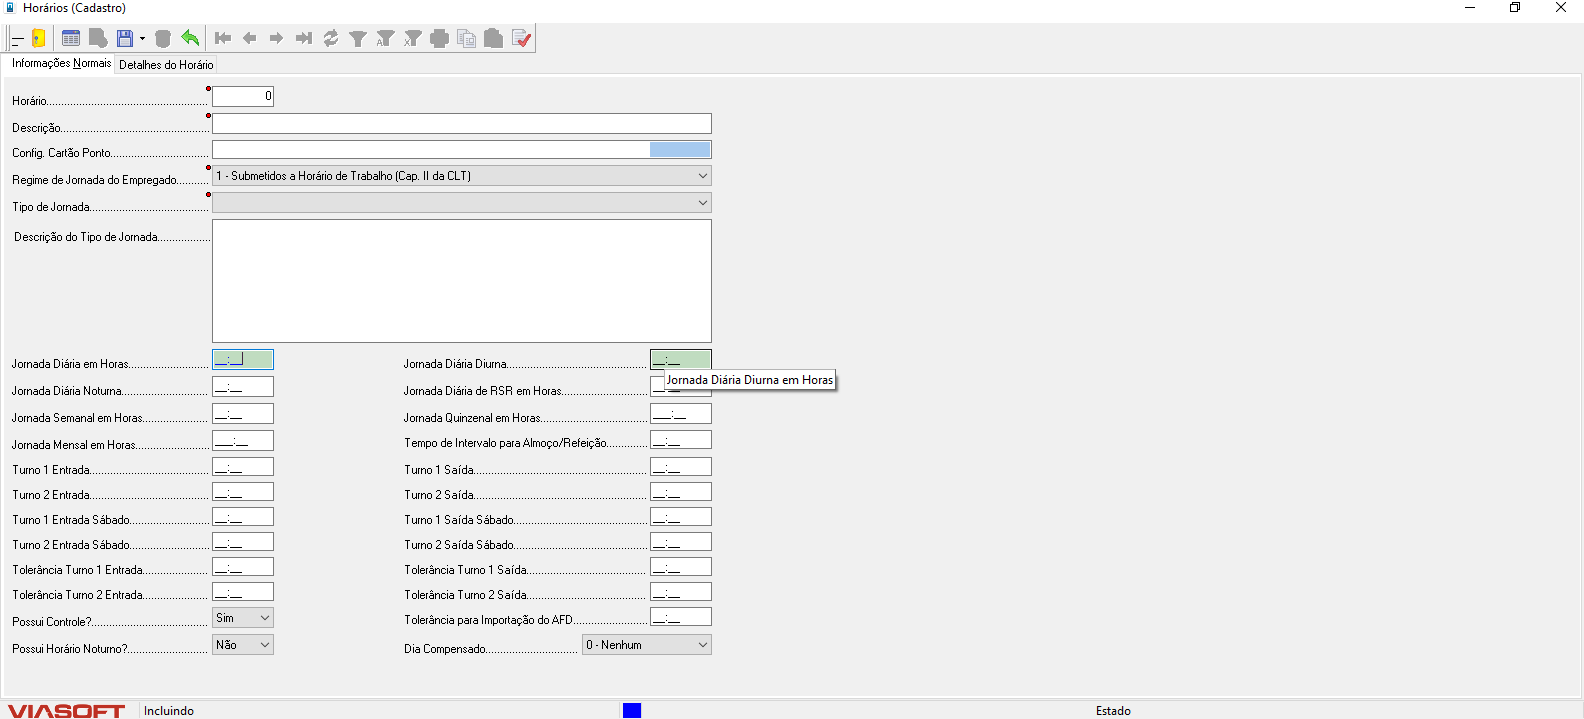 Horários (Cadastro)
Informações Normais Detalhes do Horário
Horário 0
Descrição
Config. Cartão Ponto
Regime de Jornada do Empregado 1 - Submetidos a Horário de Trabalho (Cap. II da CLT)
Tipo de Jornada
Descrição do Tipo de Jornada
Jornada Diária em Horas __:__ Jornada Diária Diurna __:__
Jornada Diária Diurna em Horas
Jornada Diária Noturna __:__ Jornada Diária de RSR em Horas
Jornada Semanal em Horas __:__ Jornada Quinzenal em Horas ___:__
Jornada Mensal em Horas ___:__ Tempo de Intervalo para Almoço/Refeição __:__
Turno 1 Entrada __:__ Turno 1 Saída __:__
Turno 2 Entrada __:__ Turno 2 Saída __:__
Turno 1 Entrada Sábado __:__ Turno 1 Saída Sábado __:__
Turno 2 Entrada Sábado __:__ Turno 2 Saída Sábado __:__
Tolerância Turno 1 Entrada __:__ Tolerância Turno 1 Saída __:__
Tolerância Turno 2 Entrada __:__ Tolerância Turno 2 Saída __:__
Possui Controle? Sim Tolerância para Importação do AFD __:__
Possui Horário Noturno? Não Dia Compensado 0 - Nenhum
VIASOFT Incluindo Estado